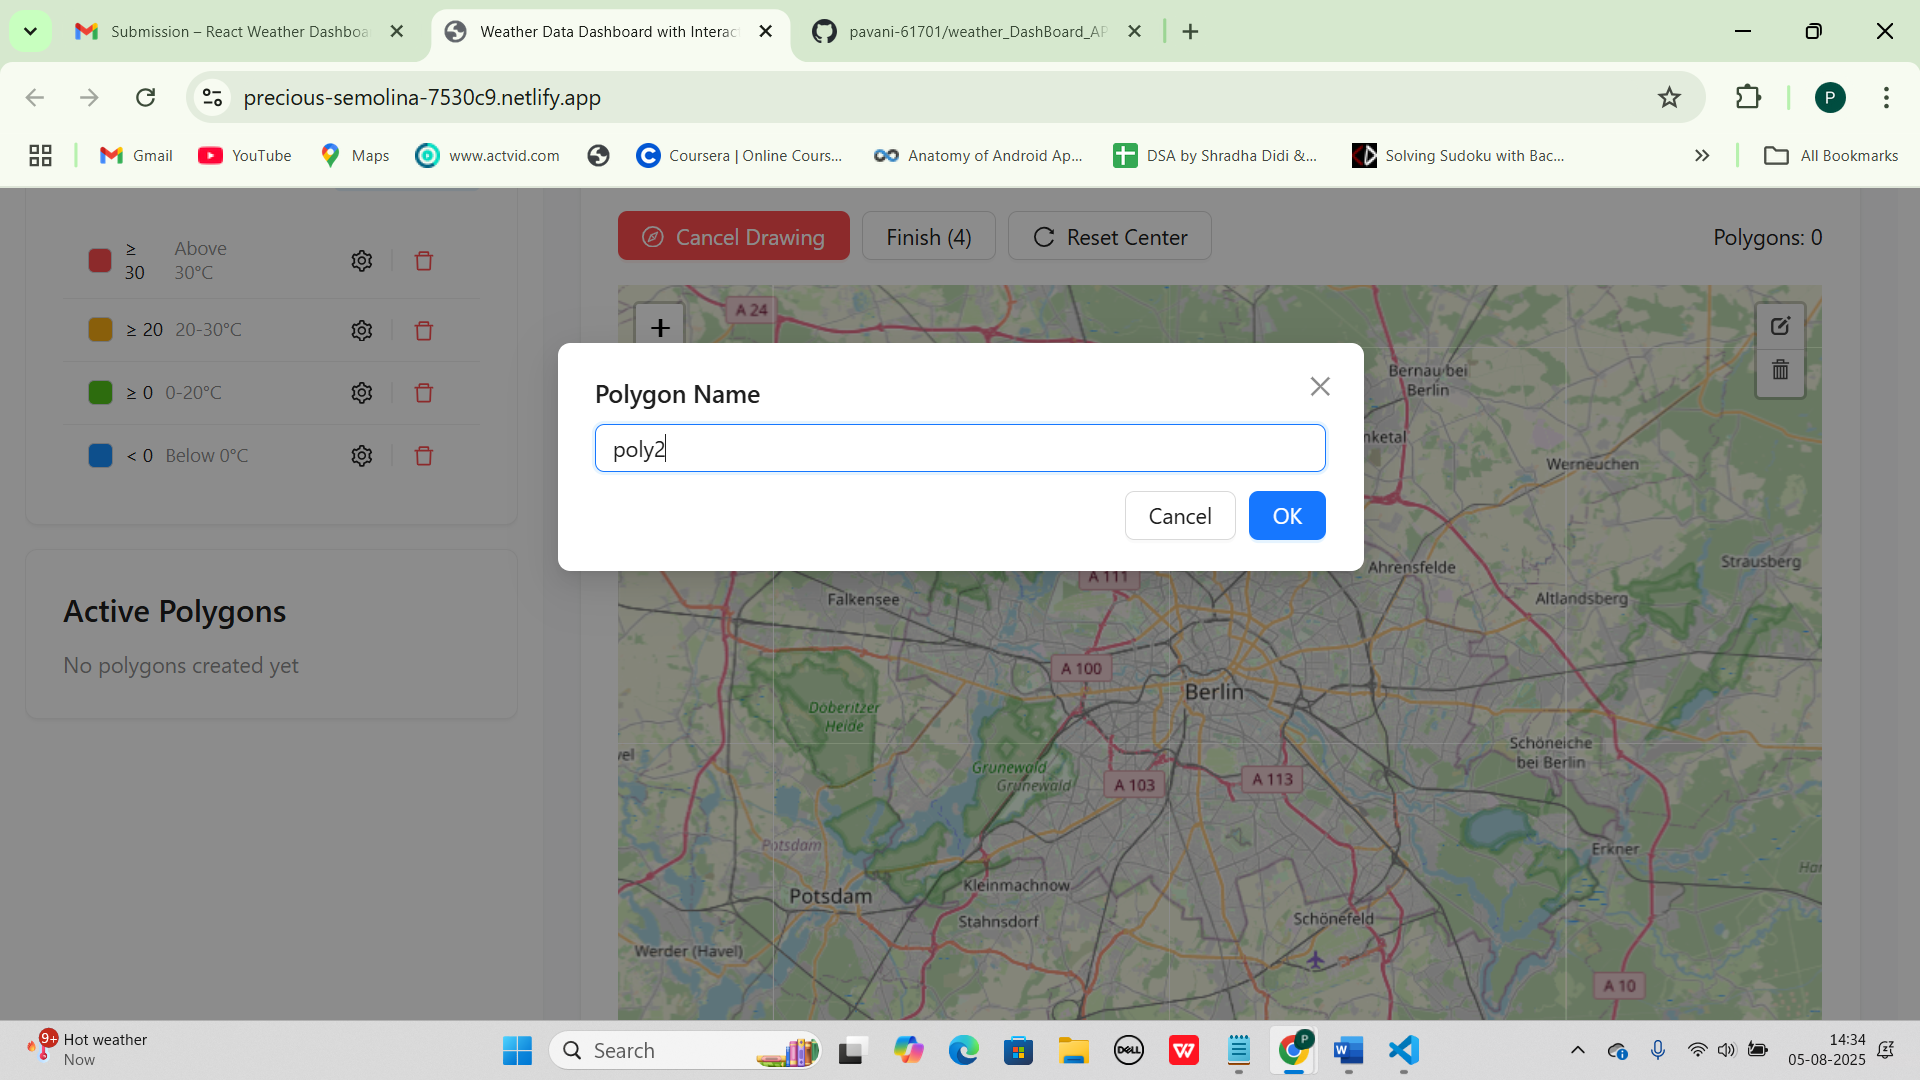 Submission – React Weather Dashboa
Weather Data Dashboard with Interac
pavani-61701/weather_DashBoard_AP
precious-semolina-7530c9.netlify.app
P
Gmail
YouTube
Maps
www.actvid.com
Coursera | Online Cours...
Anatomy of Android Ap...
DSA by Shradha Didi &...
Solving Sudoku with Bac...
All Bookmarks
≥ 30
Above 30°C
≥ 20 20-30°C
≥ 0 0-20°C
< 0 Below 0°C
Active Polygons
No polygons created yet
Cancel Drawing
Finish (4)
Reset Center
Polygons: 0
+
A 24
Bernau bei
Berlin
nketal
Werneuchen
Polygon Name
poly2
Cancel
OK
A 111
Ahrensfelde
Strausberg
Falkensee
Altlandsberg
A 100
Berlin
Döberitzer
Heide
Schöneiche
bei Berlin
vel
Grunewald
Grunewald
A 103
A 113
Potsdam
Erkner
Har
Potsdam
Kleinmachnow
Stahnsdorf
Schönefeld
Werder (Havel)
A 10
9+
Hot weather
Now
Search
DELL
P
14:34
05-08-2025